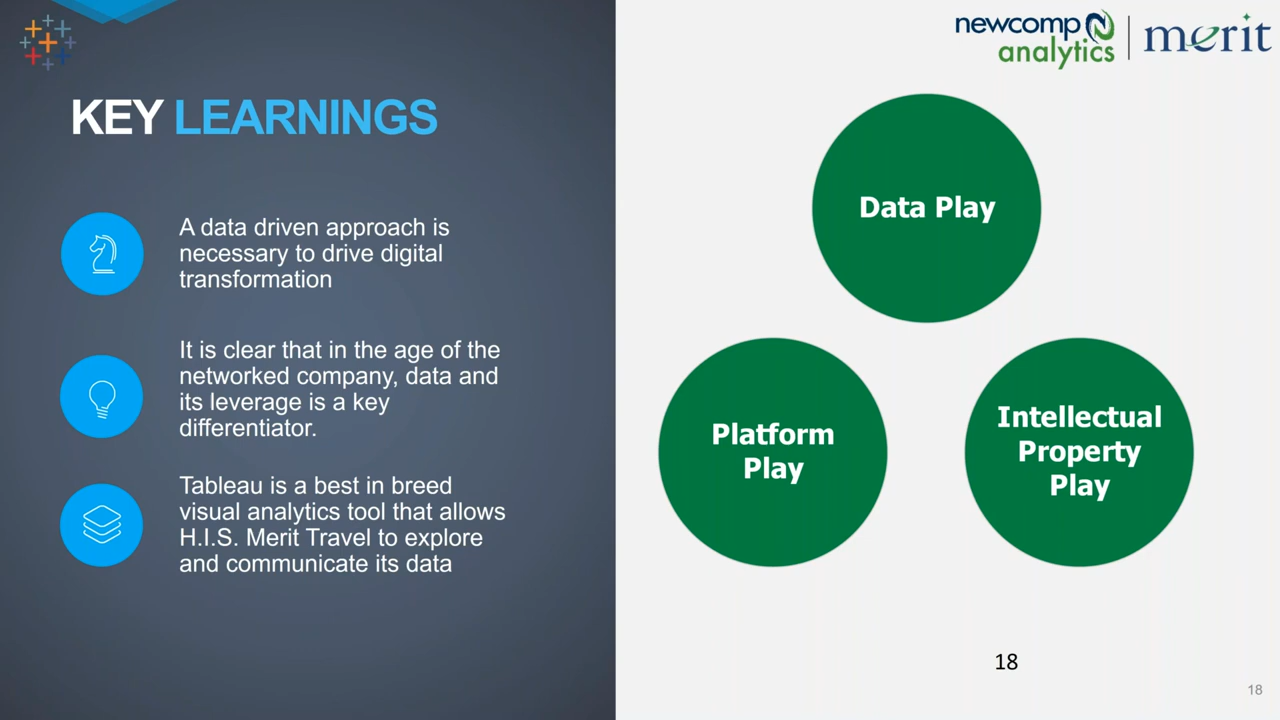 KEY LEARNINGS
A data driven approach is
necessary to drive digital
transformation
It is clear that in the age of the
networked company, data and
its leverage is a key
differentiator.
Tableau is a best in breed
visual analytics tool that allows
H.I.S. Merit Travel to explore
and communicate its data
newcomp
analytics
merit
Data Play
Platform
Play
Intellectual
Property
Play
18
18